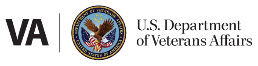 VA
U.S. Department
of Veterans Affairs